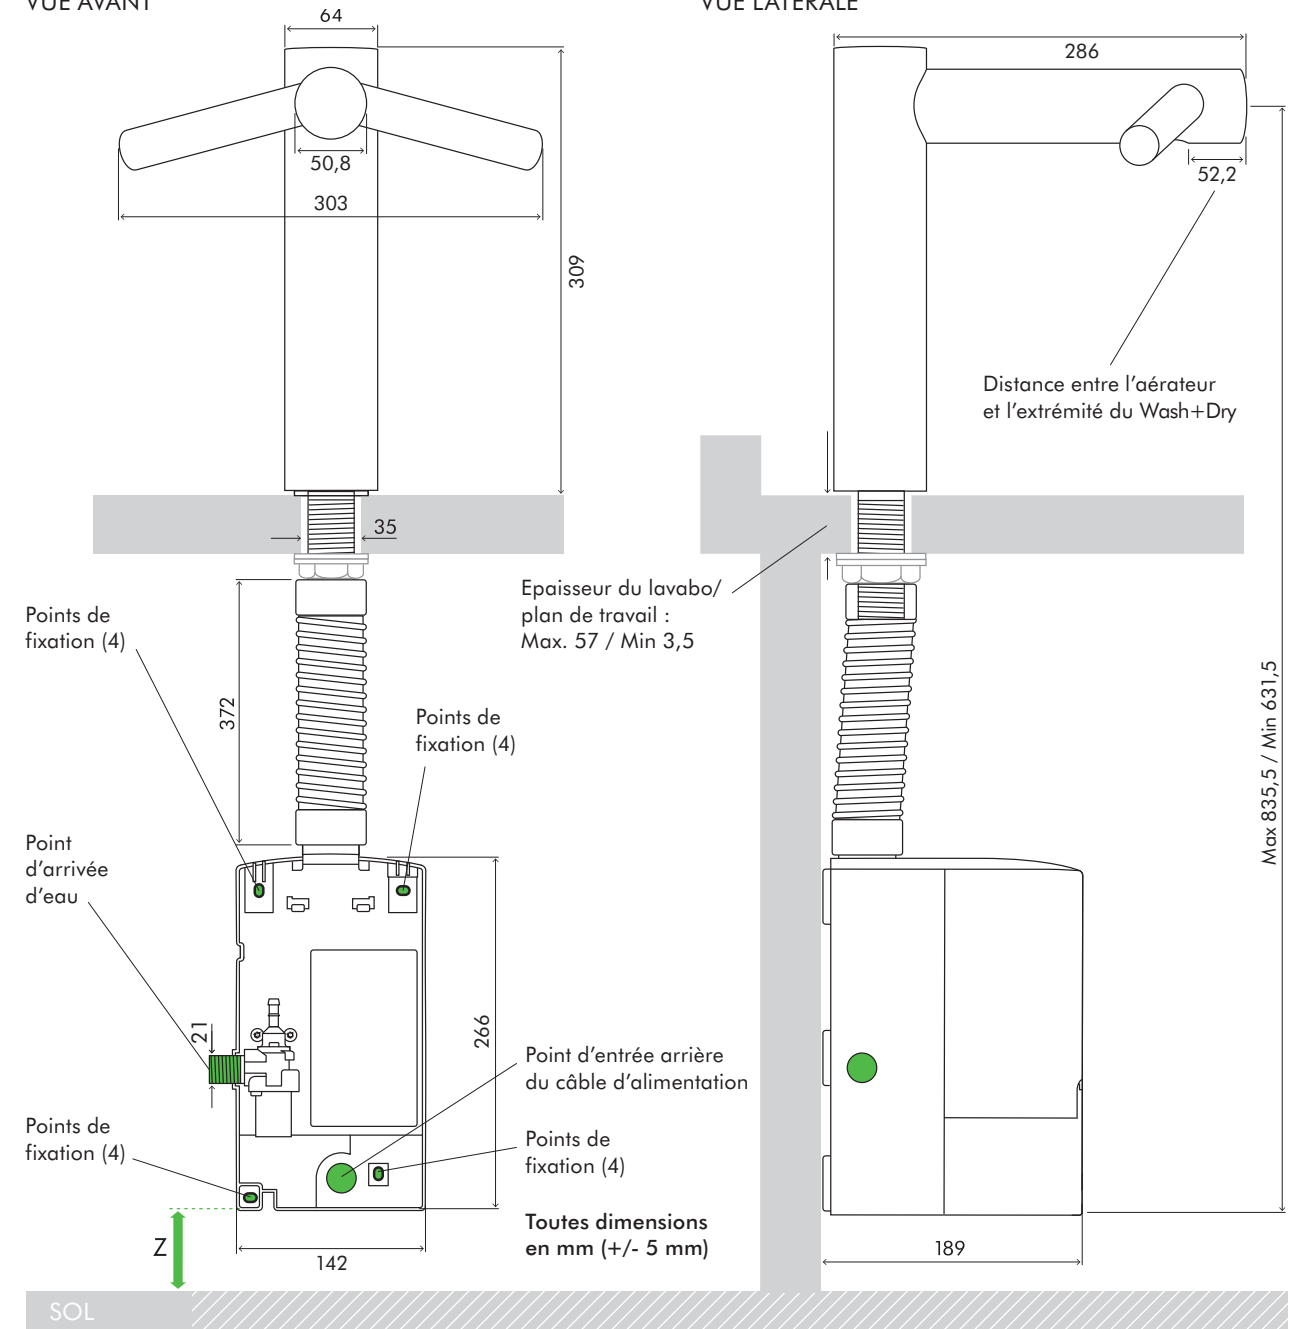 VUE AVANT
VUE LATÉRALE
64
286
50,8
303
309
52,2
Distance entre l'aérateur
et l'extrémité du Wash+Dry
35
Epaisseur du lavabo/
plan de travail :
Max. 57 / Min 3,5
Points de
fixation (4)
372
Points de
fixation (4)
Max 835,5 / Min 631,5
Point
d'arrivée
d'eau
21
266
Point d'entrée arrière
du câble d'alimentation
Points de
fixation (4)
Points de
fixation (4)
Toutes dimensions
en mm (+/- 5 mm)
Z
142
189
SOL